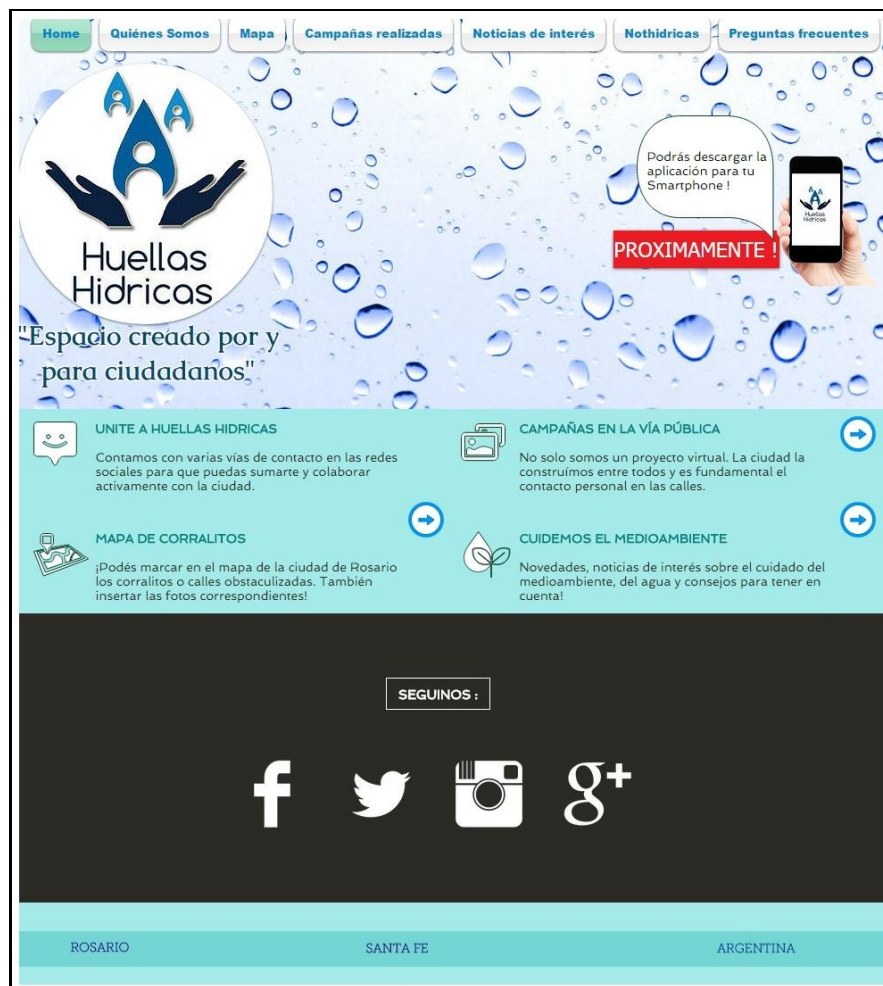 Home Quiénes Somos Mapa Campañas realizadas Noticias de interés Nothidricas Preguntas frecuentes
Huellas
Hidricas
"Espacio creado por y
para ciudadanos"
Podrás descargar la
aplicación para tu
Smartphone !
PROXIMAMENTE !
Huellas
Hidricas
UNITE A HUELLAS HIDRICAS
Contamos con varias vías de contacto en las redes
sociales para que puedas sumarte y colaborar
activamente con la ciudad.
CAMPAÑAS EN LA VÍA PÚBLICA
No solo somos un proyecto virtual. La ciudad la
construímos entre todos y es fundamental el
contacto personal en las calles.
MAPA DE CORRALITOS
¡Podés marcar en el mapa de la ciudad de Rosario
los corralitos o calles obstaculizadas. También
insertar las fotos correspondientes!
CUIDEMOS EL MEDIOAMBIENTE
Novedades, noticias de interés sobre el cuidado del
medioambiente, del agua y consejos para tener en
cuenta!
SEGUINOS :
f g+
ROSARIO SANTA FE ARGENTINA